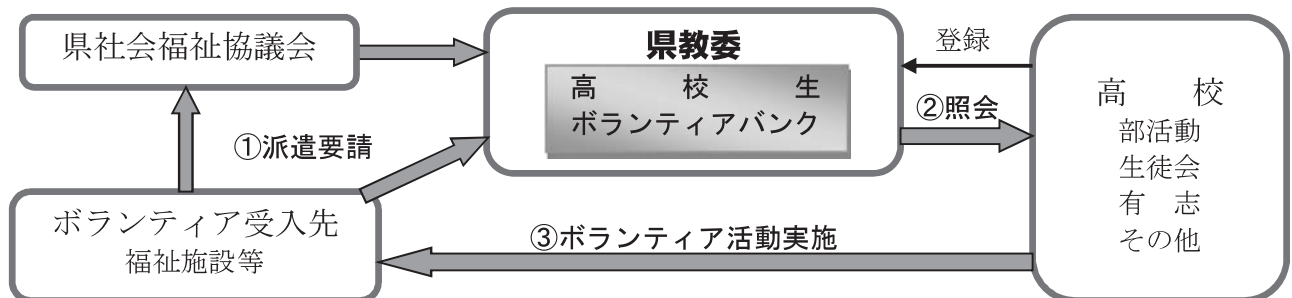 県社会福祉協議会
県教委
高校生
ボランティアバンク
登録
②照会
高校
部活動
生徒会
有志
その他
①派遣要請
ボランティア受入先
福祉施設等
③ボランティア活動実施